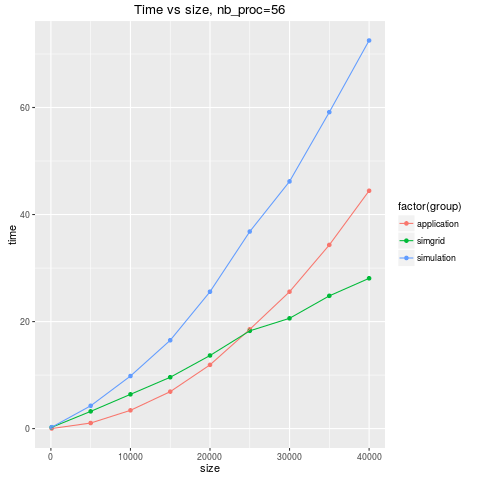 Time vs size, nb_proc=56
time
60
40
20
0
0 10000 20000 30000 40000
size
factor(group)
application
simgrid
simulation